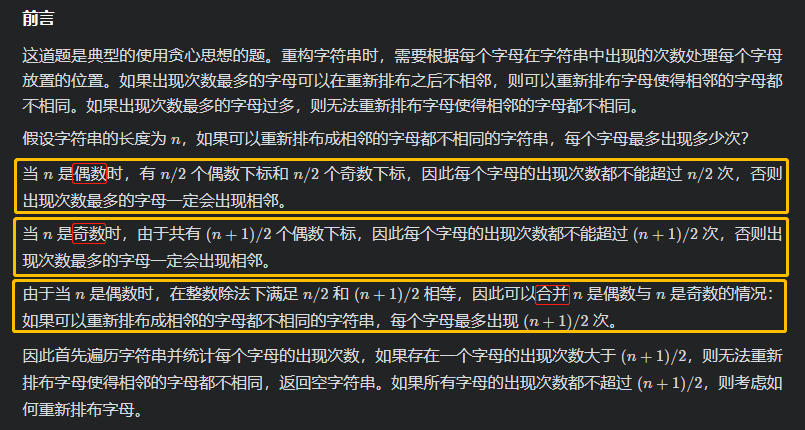 前言
这道题是典型的使用贪心思想的题。重构字符串时，需要根据每个字母在字符串中出现的次数处理每个字母
放置的位置。如果出现次数最多的字母可以在重新排布之后不相邻，则可以重新排布字母使得相邻的字母都
不相同。如果出现次数最多的字母过多，则无法重新排布字母使得相邻的字母都不相同。
假设字符串的长度为 n，如果可以重新排布成相邻的字母都不相同的字符串，每个字母最多出现多少次？
当 n 是偶数时，有 n/2 个偶数下标和 n/2 个奇数下标，因此每个字母的出现次数都不能超过 n/2 次，否则
出现次数最多的字母一定会出现相邻。
当 n 是奇数时，由于共有 (n + 1)/2 个偶数下标，因此每个字母的出现次数都不能超过 (n + 1)/2 次，否则出
现次数最多的字母一定会出现相邻。
由于当 n 是偶数时，在整数除法下满足 n/2 和 (n + 1)/2 相等，因此可以合并 n 是偶数与 n 是奇数的情况：
如果可以重新排布成相邻的字母都不相同的字符串，每个字母最多出现 (n + 1)/2 次。
因此首先遍历字符串并统计每个字母的出现次数，如果存在一个字母的出现次数大于 (n + 1)/2，则无法重新
排布字母使得相邻的字母都不相同，返回空字符串。如果所有字母的出现次数都不超过 (n + 1)/2，则考虑如
何重新排布字母。